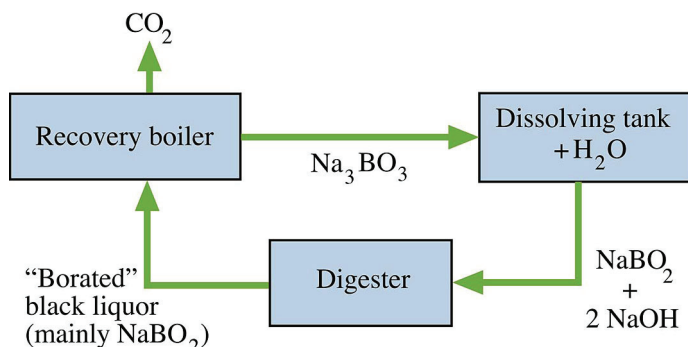 CO₂
Recovery boiler
Dissolving tank
+H₂O
Na₃BO₃
Digester
NaBO₂
+
2 NaOH
“Borated”
black liquor
(mainly NaBO₂)